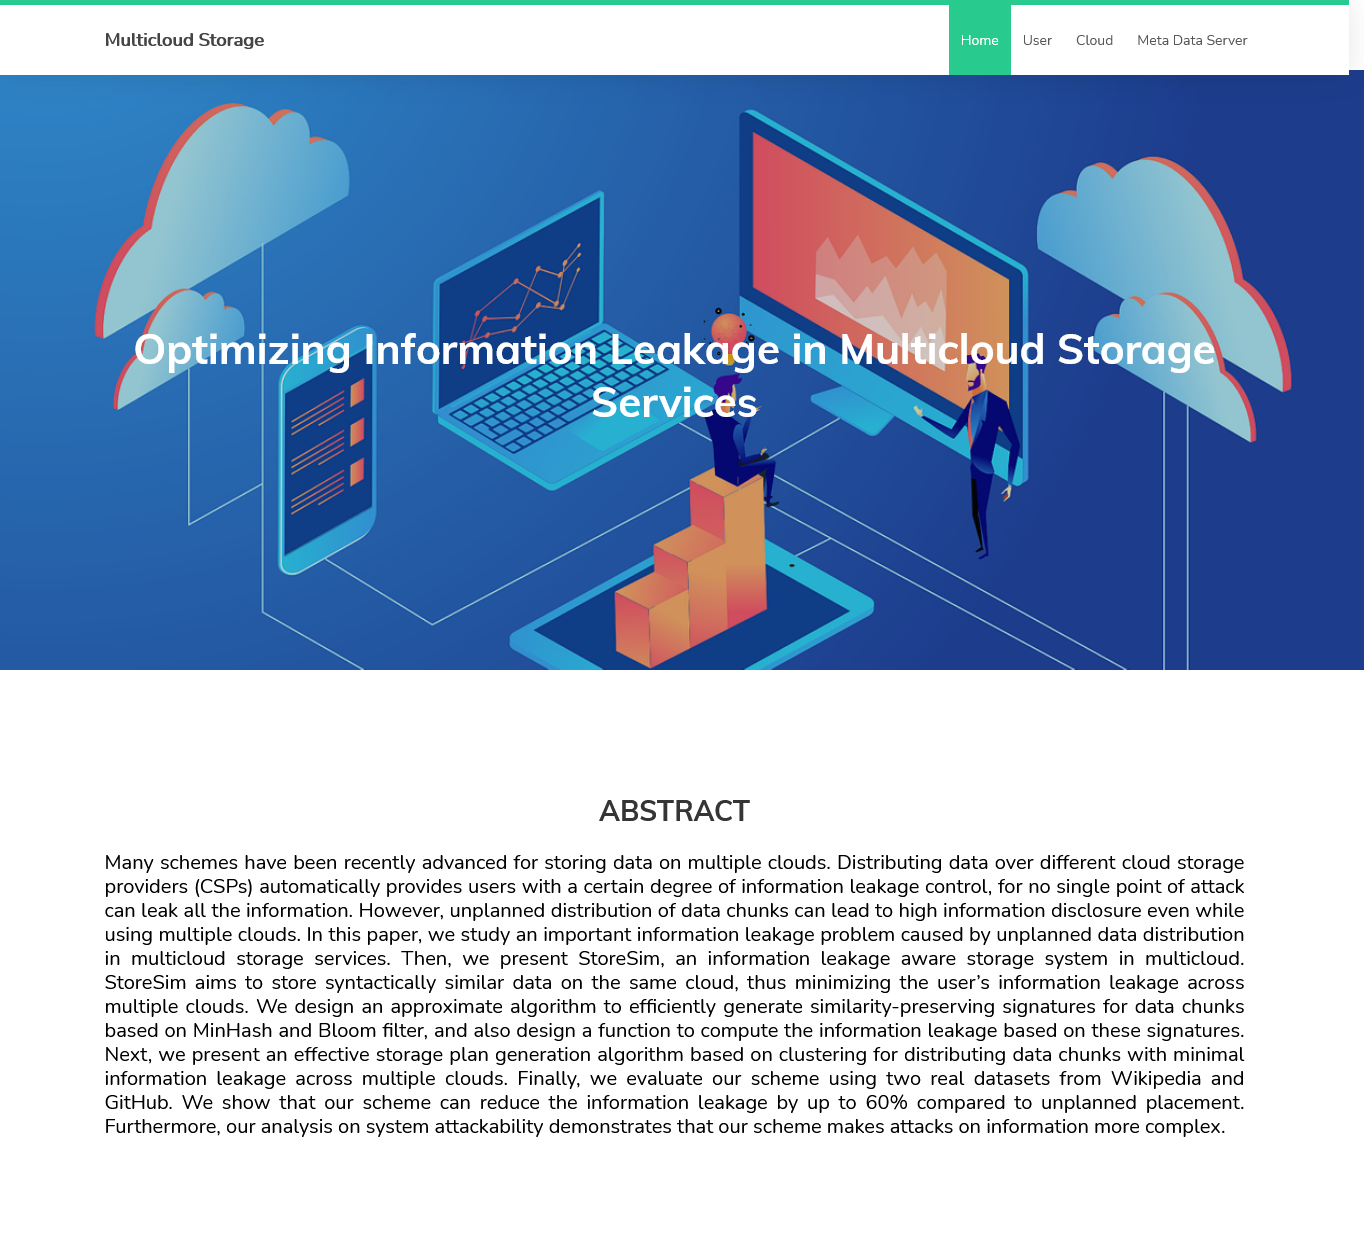 Multicloud Storage
Home
User
Cloud
Meta Data Server
Optimizing Information Leakage in Multicloud Storage
Services
ABSTRACT
Many schemes have been recently advanced for storing data on multiple clouds. Distributing data over different cloud storage
providers (CSPs) automatically provides users with a certain degree of information leakage control, for no single point of attack
can leak all the information. However, unplanned distribution of data chunks can lead to high information disclosure even while
using multiple clouds. In this paper, we study an important information leakage problem caused by unplanned data distribution
in multicloud storage services. Then, we present StoreSim, an information leakage aware storage system in multicloud.
StoreSim aims to store syntactically similar data on the same cloud, thus minimizing the user’s information leakage across
multiple clouds. We design an approximate algorithm to efficiently generate similarity-preserving signatures for data chunks
based on MinHash and Bloom filter, and also design a function to compute the information leakage based on these signatures.
Next, we present an effective storage plan generation algorithm based on clustering for distributing data chunks with minimal
information leakage across multiple clouds. Finally, we evaluate our scheme using two real datasets from Wikipedia and
GitHub. We show that our scheme can reduce the information leakage by up to 60% compared to unplanned placement.
Furthermore, our analysis on system attackability demonstrates that our scheme makes attacks on information more complex.